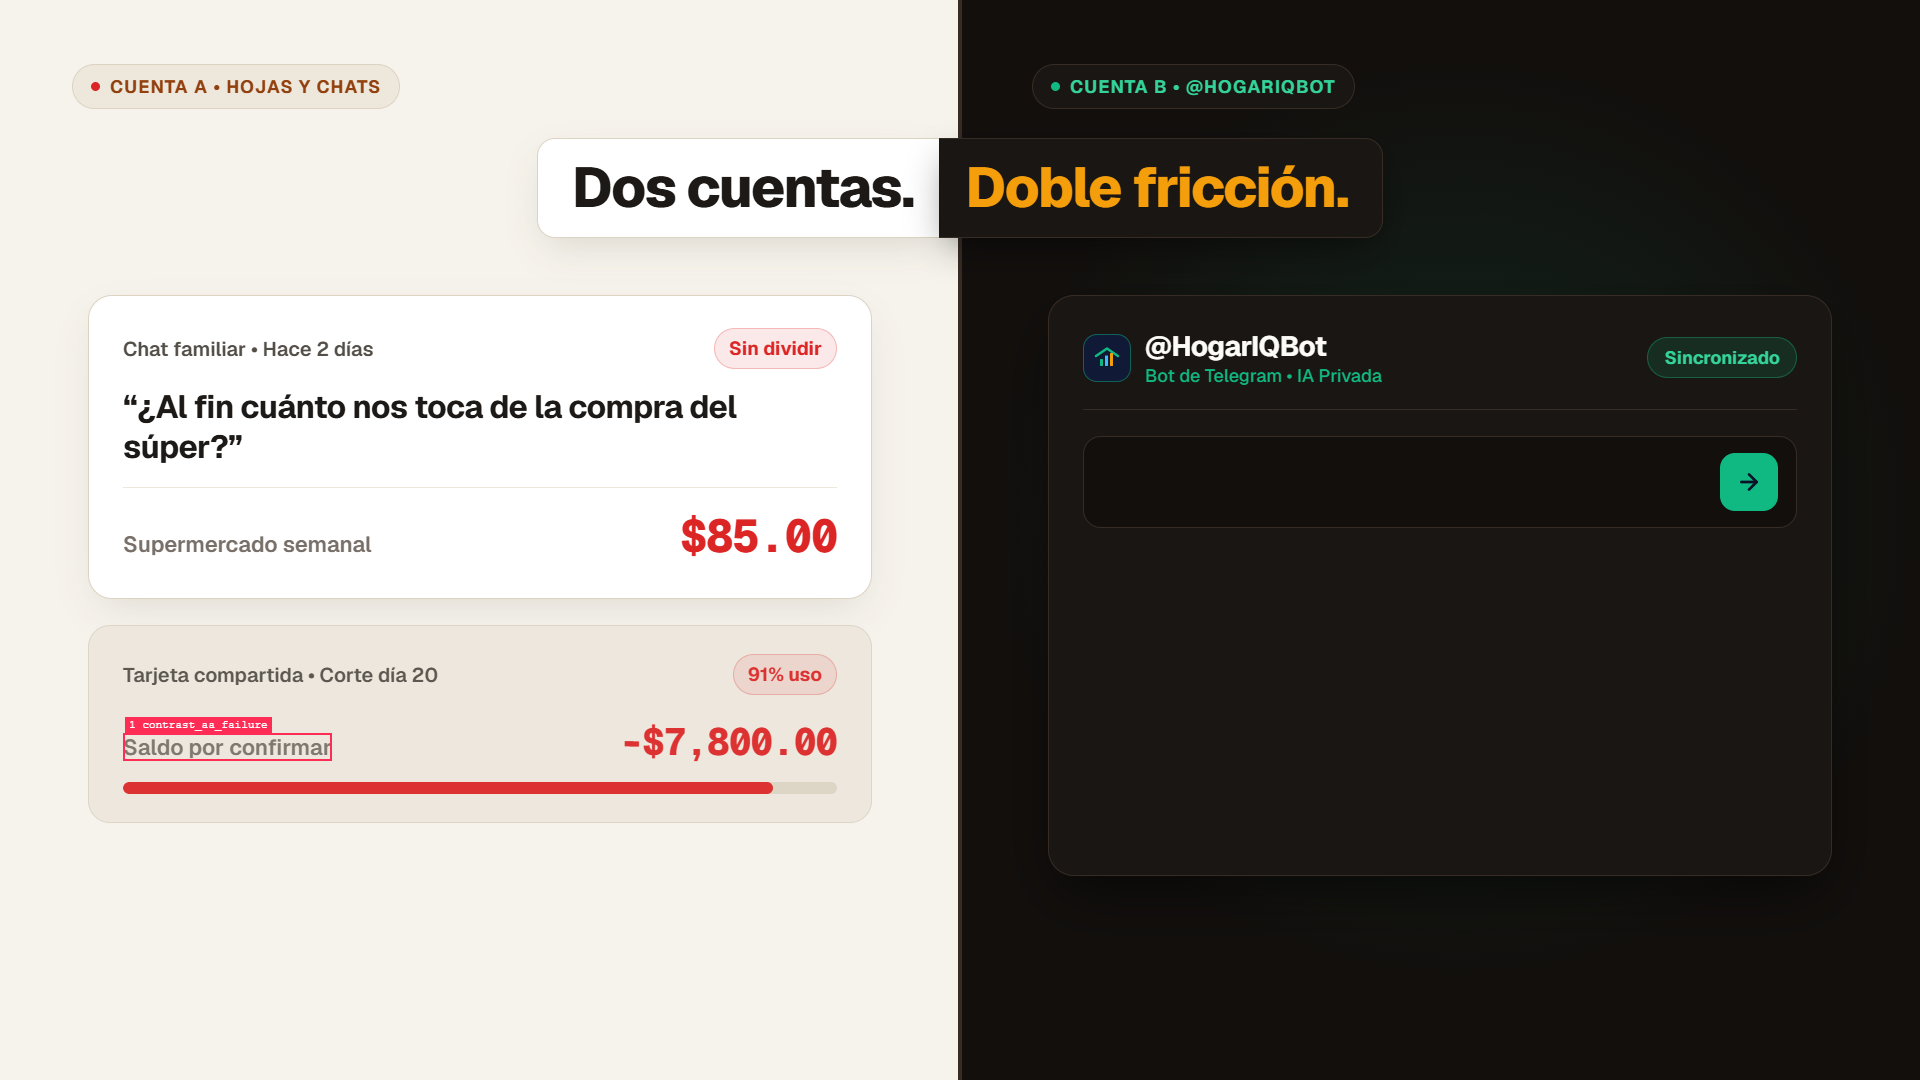 CUENTA A • HOJAS Y CHATS
CUENTA B • @HOGARIQBOT
Dos cuentas.
Doble fricción.
Chat familiar • Hace 2 días
Sin dividir
“¿Al fin cuánto nos toca de la compra del
súper?”
Supermercado semanal
$85.00
Tarjeta compartida • Corte día 20
91% uso
1 contrast_aa_failure
Saldo por confirmar
-$7,800.00
@HogarIQBot
Bot de Telegram • IA Privada
Sincronizado